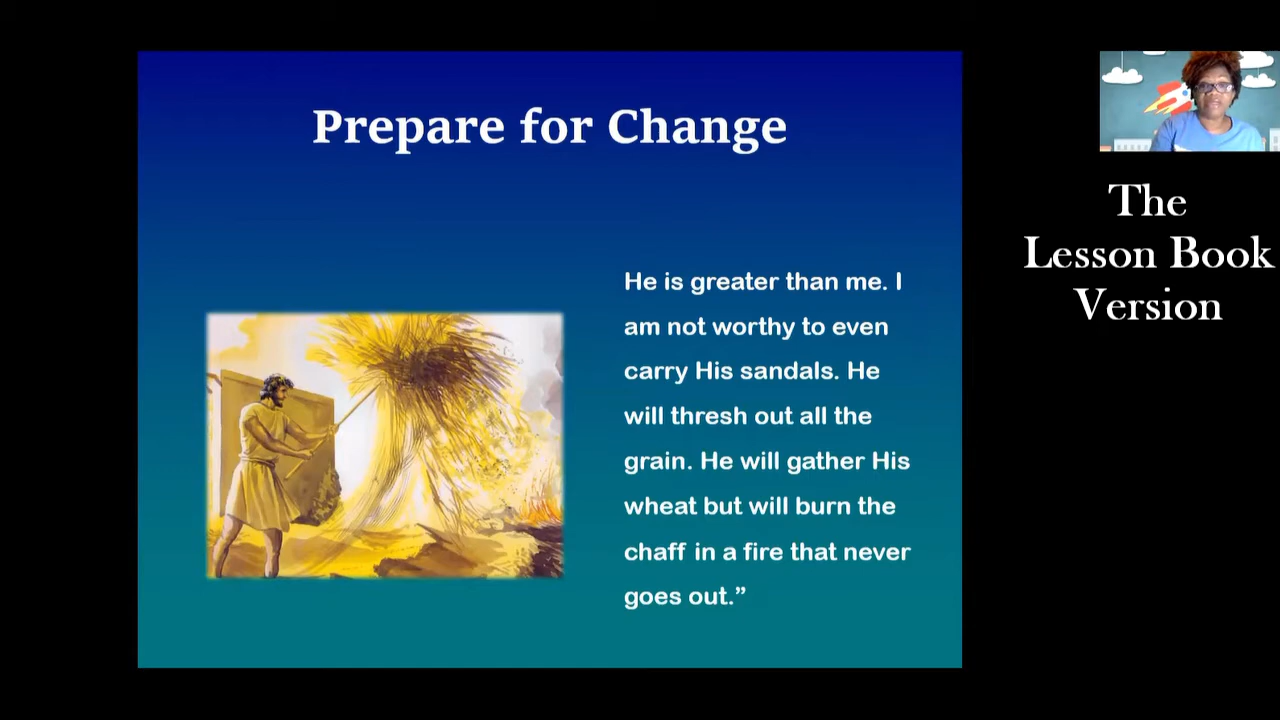 Prepare for Change
He is greater than me. I
am not worthy to even
carry His sandals. He
will thresh out all the
grain. He will gather His
wheat but will burn the
chaff in a fire that never
goes out.”
The
Lesson Book
Version